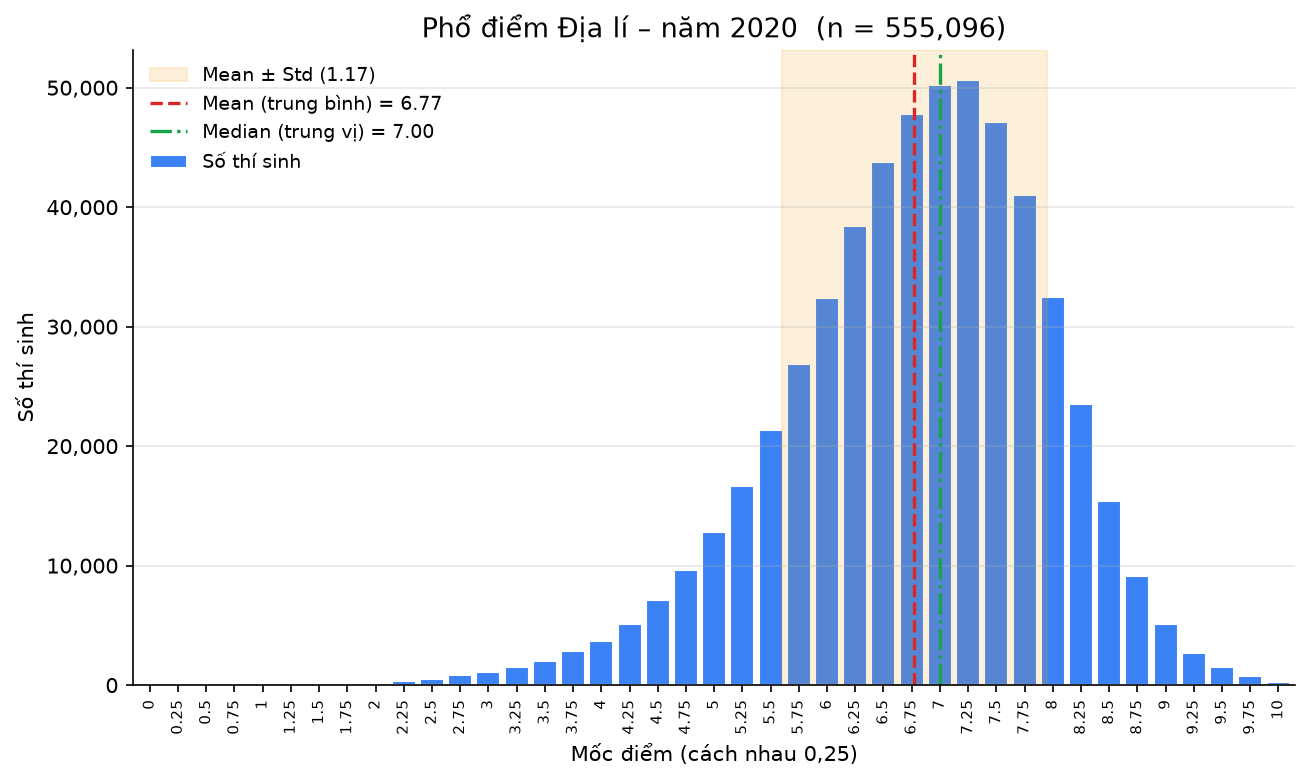 Phổ điểm Địa lí – năm 2020 (n = 555,096)
Mean ± Std (1.17)
Mean (trung bình) = 6.77
Median (trung vị) = 7.00
Số thí sinh
50,000
40,000
30,000
20,000
10,000
0
Số thí sinh
0 0.25 0.5 0.75 1 1.25 1.5 1.75 2 2.25 2.5 2.75 3 3.25 3.5 3.75 4 4.25 4.5 4.75 5 5.25 5.5 5.75 6 6.25 6.5 6.75 7 7.25 7.5 7.75 8 8.25 8.5 8.75 9 9.25 9.5 9.75 10
Mốc điểm (cách nhau 0,25)